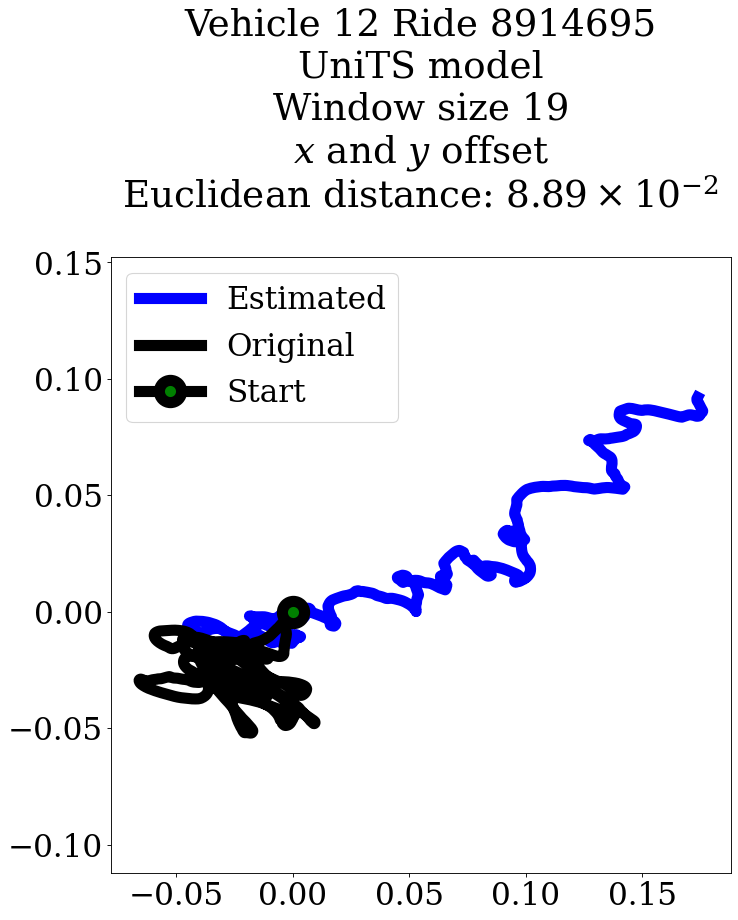 Vehicle 12 Ride 8914695
UniTS model
Window size 19
x and y offset
Euclidean distance: 8.89 × 10⁻²
Estimated
Original
Start
0.15
0.10
0.05
0.00
−0.05
−0.10
−0.05 0.00 0.05 0.10 0.15